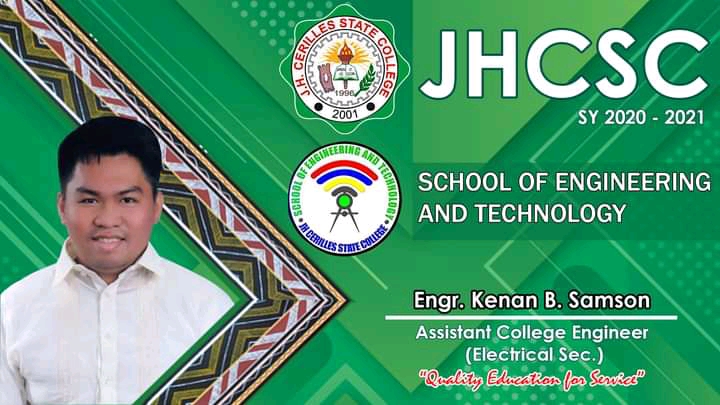 J.H. CERILLES STATE COLLEGE
1996
2001
JHCSC
SY 2020 - 2021
SCHOOL OF ENGINEERING AND TECHNOLOGY
JH CERILLES STATE COLLEGE
SCHOOL OF ENGINEERING
AND TECHNOLOGY
Engr. Kenan B. Samson
Assistant College Engineer
(Electrical Sec.)
"Quality Education for Service"